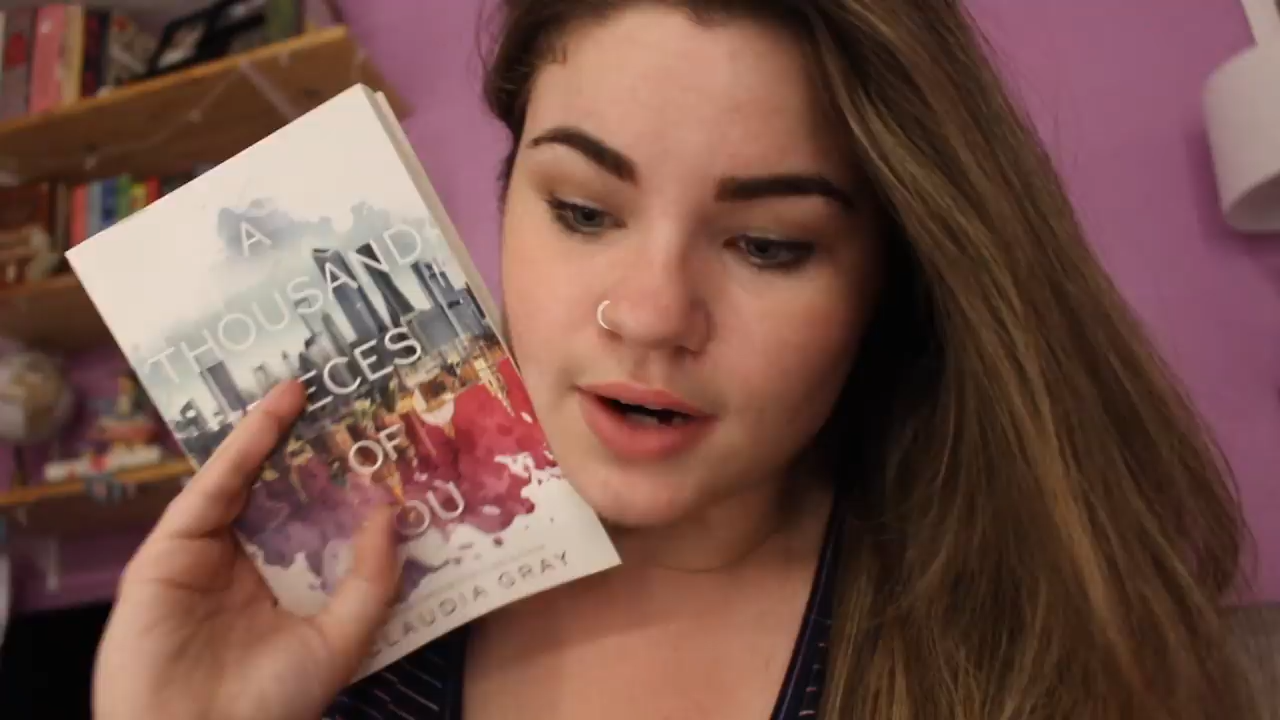 A
THOUSAND
ECES
OF
OU
CLAUDIA GRAY